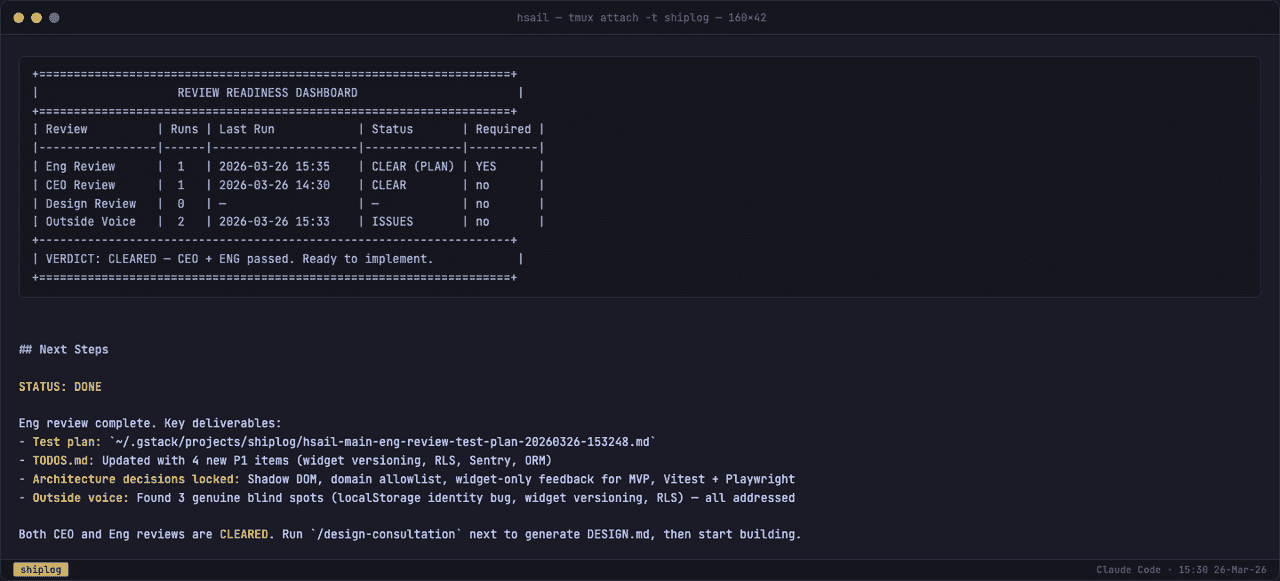 hsail — tmux attach -t shiplog — 160×42
+====================================================================+
|                    REVIEW READINESS DASHBOARD                       |
+====================================================================+
| Review          | Runs | Last Run            | Status       | Required |
|-----------------|------|---------------------|--------------|----------|
| Eng Review      |  1   | 2026-03-26 15:35    | CLEAR (PLAN) | YES      |
| CEO Review      |  1   | 2026-03-26 14:30    | CLEAR        | no       |
| Design Review   |  0   | —                   | —            | no       |
| Outside Voice   |  2   | 2026-03-26 15:33    | ISSUES       | no       |
+--------------------------------------------------------------------+
| VERDICT: CLEARED — CEO + ENG passed. Ready to implement.            |
+====================================================================+
## Next Steps
STATUS: DONE
Eng review complete. Key deliverables:
- Test plan: `~/.gstack/projects/shiplog/hsail-main-eng-review-test-plan-20260326-153248.md`
- TODOS.md: Updated with 4 new P1 items (widget versioning, RLS, Sentry, ORM)
- Architecture decisions locked: Shadow DOM, domain allowlist, widget-only feedback for MVP, Vitest + Playwright
- Outside voice: Found 3 genuine blind spots (localStorage identity bug, widget versioning, RLS) — all addressed
Both CEO and Eng reviews are CLEARED. Run `/design-consultation` next to generate DESIGN.md, then start building.
shiplog
Claude Code · 15:30 26-Mar-26